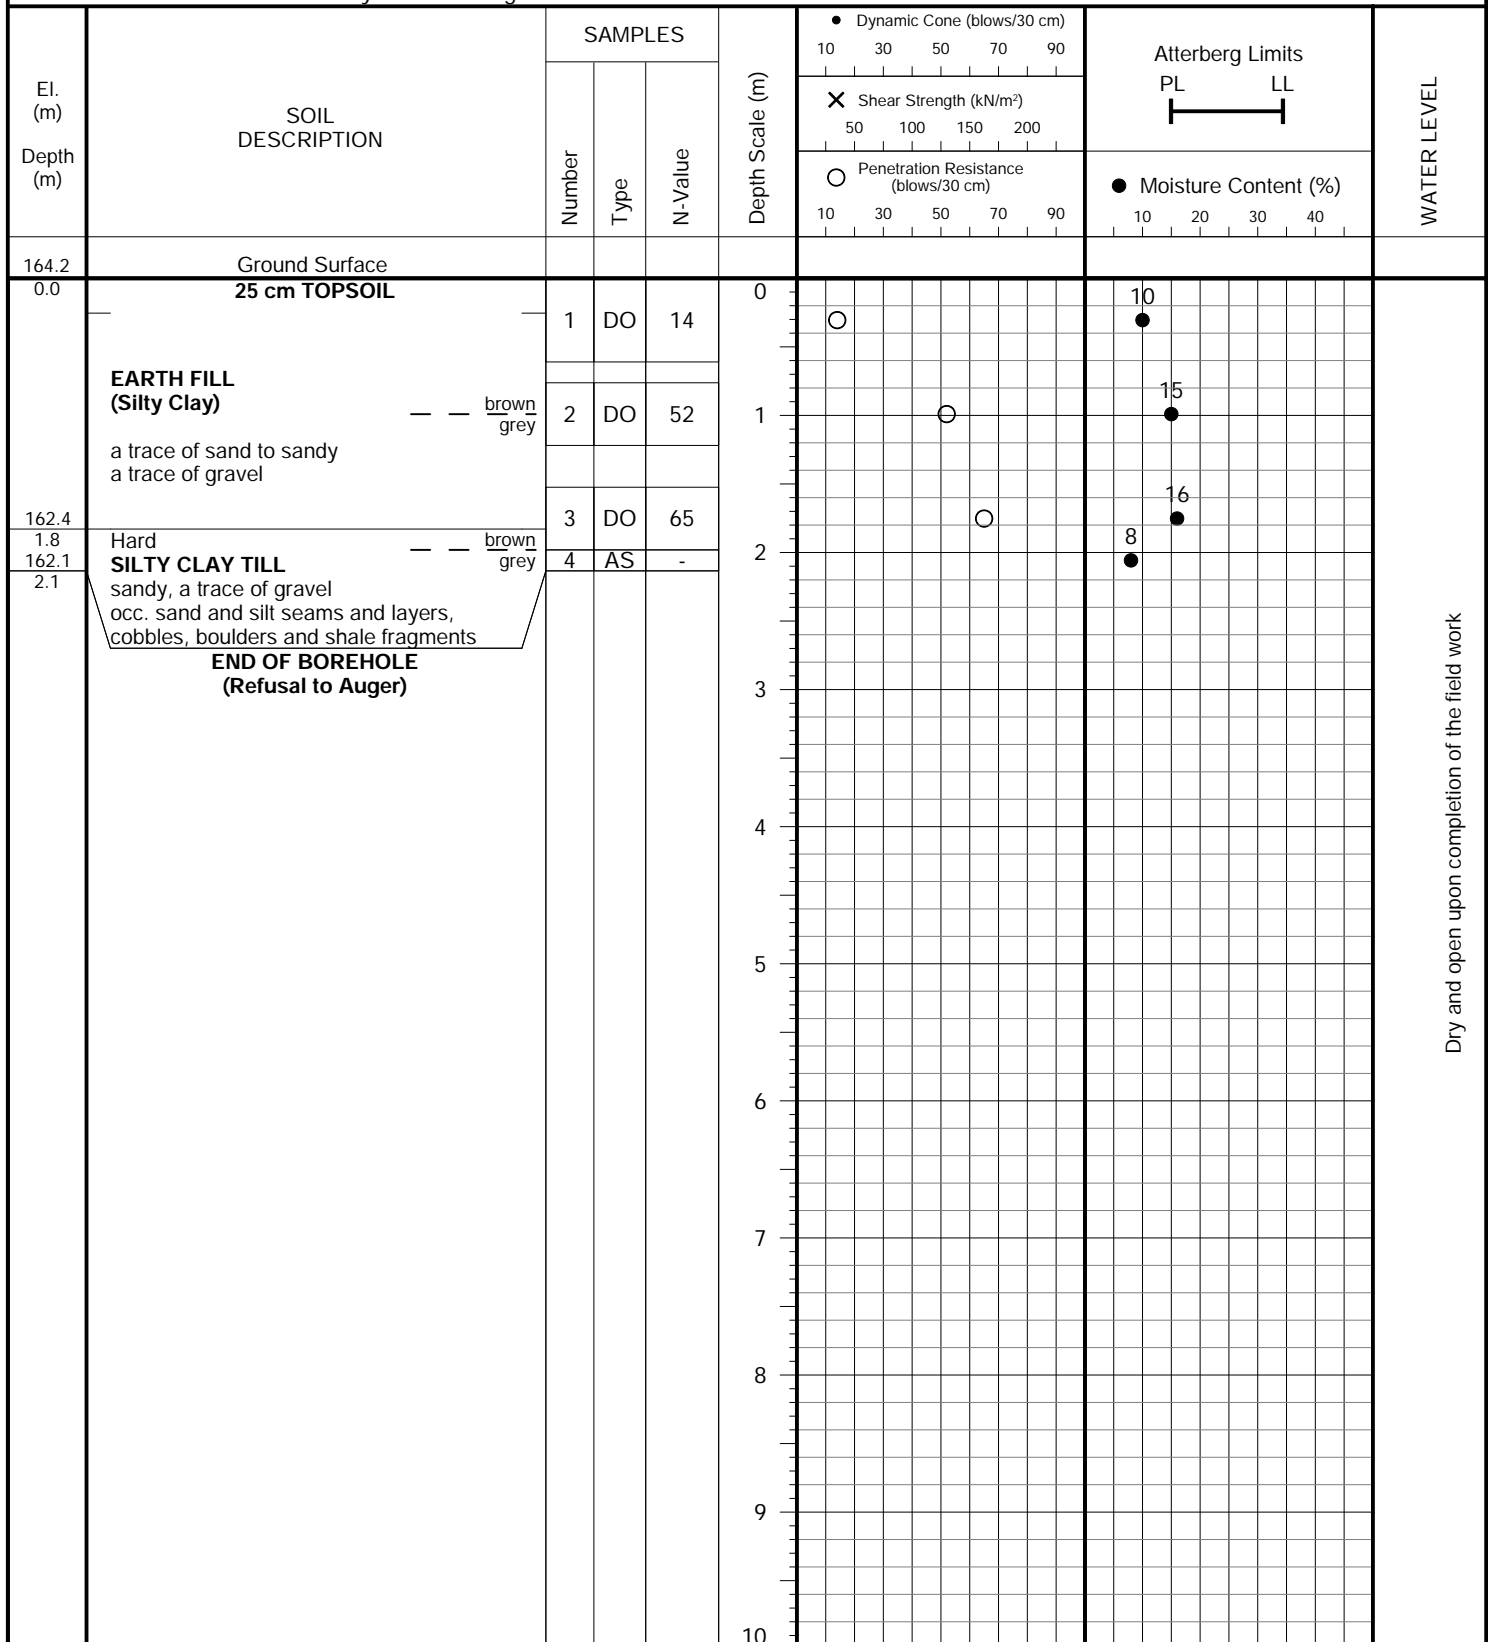 El.
(m)
Depth
(m)
SOIL
DESCRIPTION
SAMPLES
Number
Type
N-Value
Depth Scale (m)
Dynamic Cone (blows/30 cm)
10 30 50 70 90
Shear Strength (kN/m²)
50 100 150 200
Penetration Resistance
(blows/30 cm)
10 30 50 70 90
Atterberg Limits
PL LL
Moisture Content (%)
10 20 30 40
WATER LEVEL
164.2 Ground Surface
0.0 25 cm TOPSOIL 0
10
1 DO 14
EARTH FILL
(Silty Clay)
15
brown
2 DO 52 1
grey
a trace of sand to sandy
a trace of gravel
16
162.4 3 DO 65
1.8 Hard brown
8
2
162.1 SILTY CLAY TILL grey 4 AS -
2.1 sandy, a trace of gravel
occ. sand and silt seams and layers,
cobbles, boulders and shale fragments
END OF BOREHOLE
(Refusal to Auger)
3
4
5
6
7
8
9
10
Dry and open upon completion of the field work